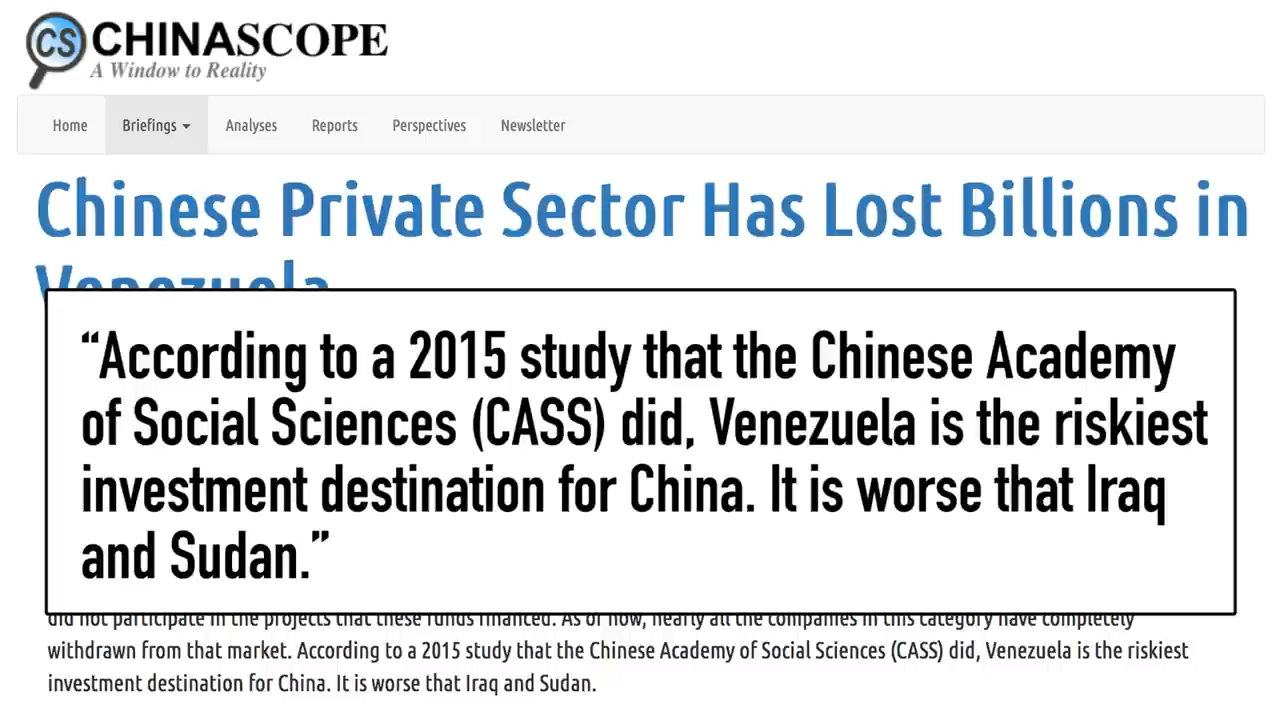 CS CHINASCOPE
A Window to Reality
Home Briefings Analyses Reports Perspectives Newsletter
Chinese Private Sector Has Lost Billions in
Venezuela
“According to a 2015 study that the Chinese Academy
of Social Sciences (CASS) did, Venezuela is the riskiest
investment destination for China. It is worse that Iraq
and Sudan.”
did not participate in the projects that these funds financed. As of now, nearly all the companies in this category have completely
withdrawn from that market. According to a 2015 study that the Chinese Academy of Social Sciences (CASS) did, Venezuela is the riskiest
investment destination for China. It is worse that Iraq and Sudan.